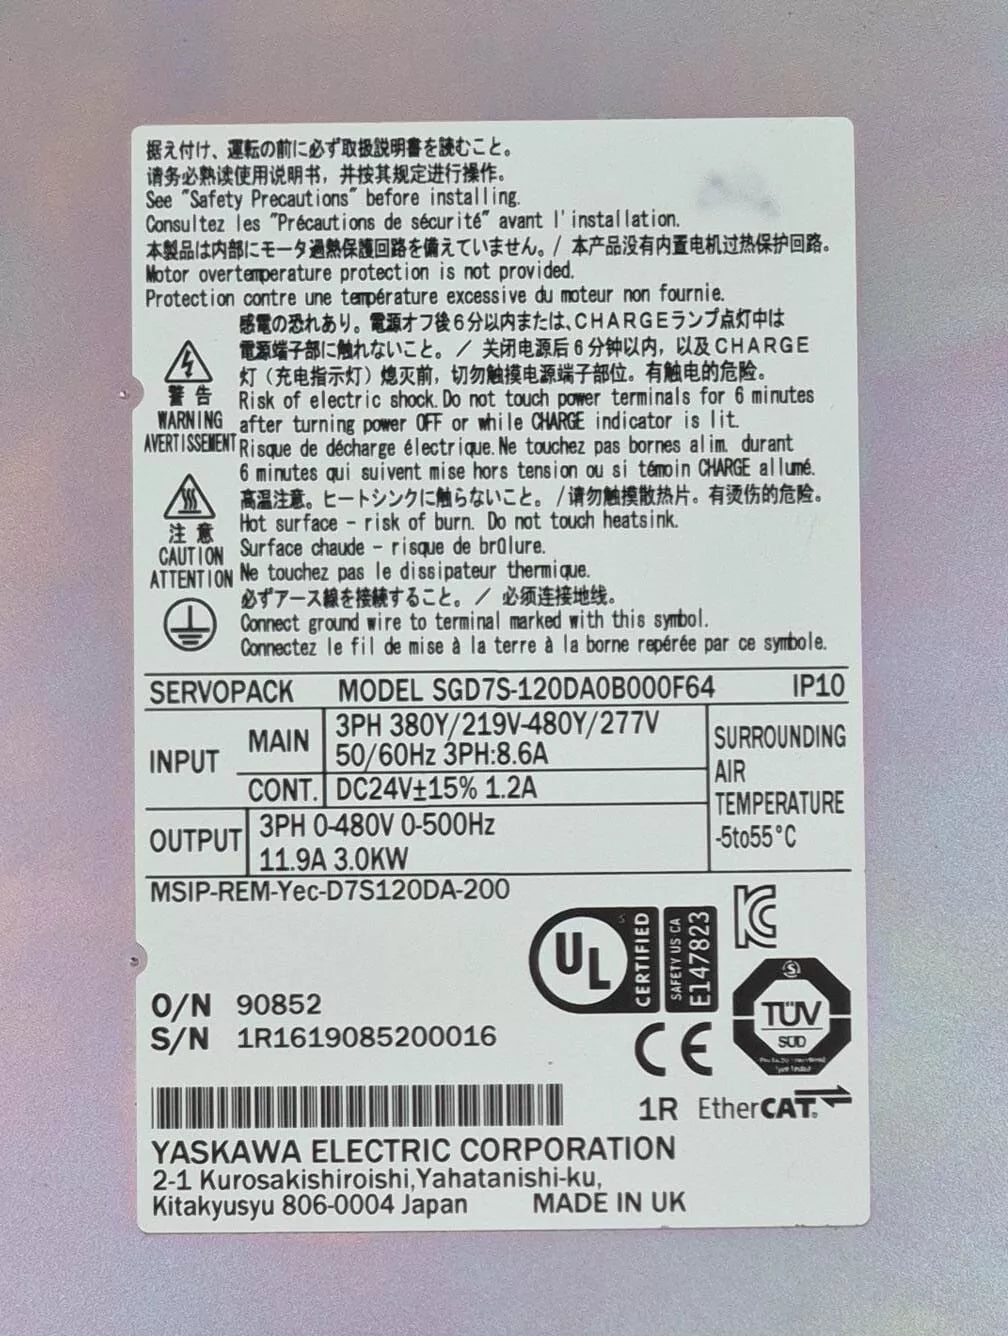 据え付け、運転の前に必ず取扱説明書を読むこと。
请务必熟读使用说明书，并按其规定进行操作。
See "Safety Precautions" before installing.
Consultez les "Précautions de sécurité" avant l'installation.
本製品は内部にモータ過熱保護回路を備えていません。/ 本产品没有内置电机过热保护回路。
Motor overtemperature protection is not provided.
Protection contre une température excessive du moteur non fournie.
警告
WARNING
AVERTISSEMENT
感電の恐れあり。電源オフ後6分以内または、CHARGEランプ点灯中は
電源端子部に触れないこと。/ 关闭电源后6分钟以内，以及CHARGE
灯（充电指示灯）熄灭前，切勿触摸电源端子部位。有触电的危险。
Risk of electric shock. Do not touch power terminals for 6 minutes
after turning power OFF or while CHARGE indicator is lit.
Risque de décharge électrique. Ne touchez pas bornes alim. durant
6 minutes qui suivent mise hors tension ou si témoin CHARGE allumé.
注意
CAUTION
ATTENTION
高温注意。ヒートシンクに触らないこと。/请勿触摸散热片。有烫伤的危险。
Hot surface - risk of burn. Do not touch heatsink.
Surface chaude - risque de brûlure.
Ne touchez pas le dissipateur thermique.
必ずアース線を接続すること。/ 必须连接地线。
Connect ground wire to terminal marked with this symbol.
Connectez le fil de mise à la terre à la borne repérée par ce symbole.
SERVOPACK MODEL SGD7S-120DA0B000F64 IP10
INPUT
MAIN
3PH 380Y/219V-480Y/277V
50/60Hz 3PH:8.6A
CONT. DC24V±15% 1.2A
SURROUNDING
AIR
TEMPERATURE
-5to55°C
OUTPUT
3PH 0-480V 0-500Hz
11.9A 3.0KW
MSIP-REM-Yec-D7S120DA-200
UL
CERTIFIED
SAFETY US·CA
E147823
KC
TÜV
SÜD
CE
O/N 90852
S/N 1R1619085200016
1R EtherCAT
YASKAWA ELECTRIC CORPORATION
2-1 Kurosakishiroishi,Yahatanishi-ku,
Kitakyusyu 806-0004 Japan MADE IN UK